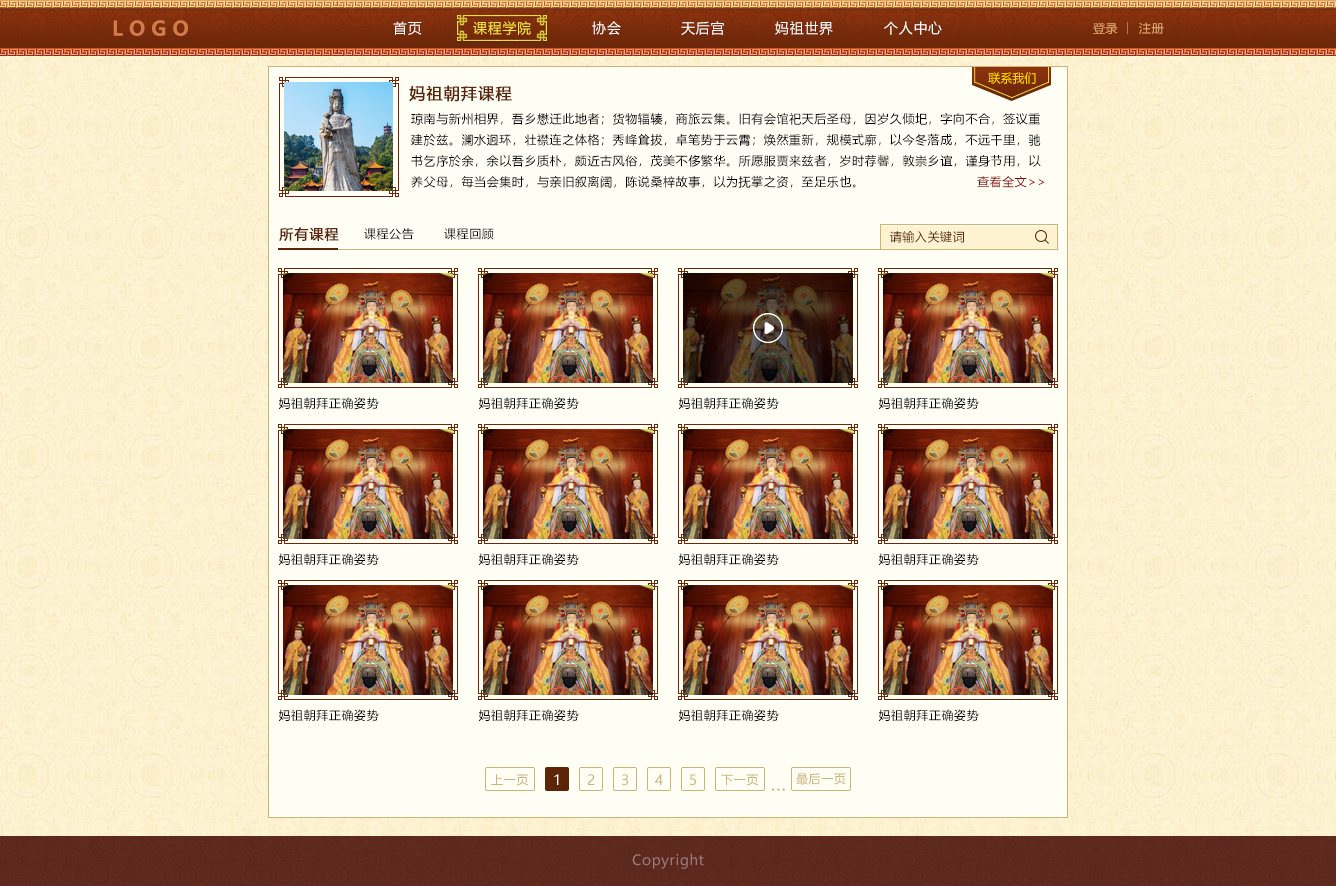 LOGO
首页 课程学院 协会 天后宫 妈祖世界 个人中心
登录 | 注册
联系我们
妈祖朝拜课程
琼南与新州相界，吾乡懋迁此地者；货物辐辏，商旅云集。旧有会馆祀天后圣母，因岁久倾圯，字向不合，签议重
建於兹。澜水迥环，壮襟连之体格；秀峰耸拔，卓笔势于云霄；焕然重新，规模式廓，以今冬落成，不远千里，驰
书乞序於余，余以吾乡质朴，颇近古风俗，茂美不侈繁华。所愿服贾来兹者，岁时荐馨，敦崇乡谊，谨身节用，以
养父母，每当会集时，与亲旧叙离阔，陈说桑梓故事，以为抚掌之资，至足乐也。
查看全文>>
所有课程 课程公告 课程回顾
请输入关键词
妈祖朝拜正确姿势 妈祖朝拜正确姿势 妈祖朝拜正确姿势 妈祖朝拜正确姿势
妈祖朝拜正确姿势 妈祖朝拜正确姿势 妈祖朝拜正确姿势 妈祖朝拜正确姿势
妈祖朝拜正确姿势 妈祖朝拜正确姿势 妈祖朝拜正确姿势 妈祖朝拜正确姿势
上一页 1 2 3 4 5 下一页 ... 最后一页
Copyright